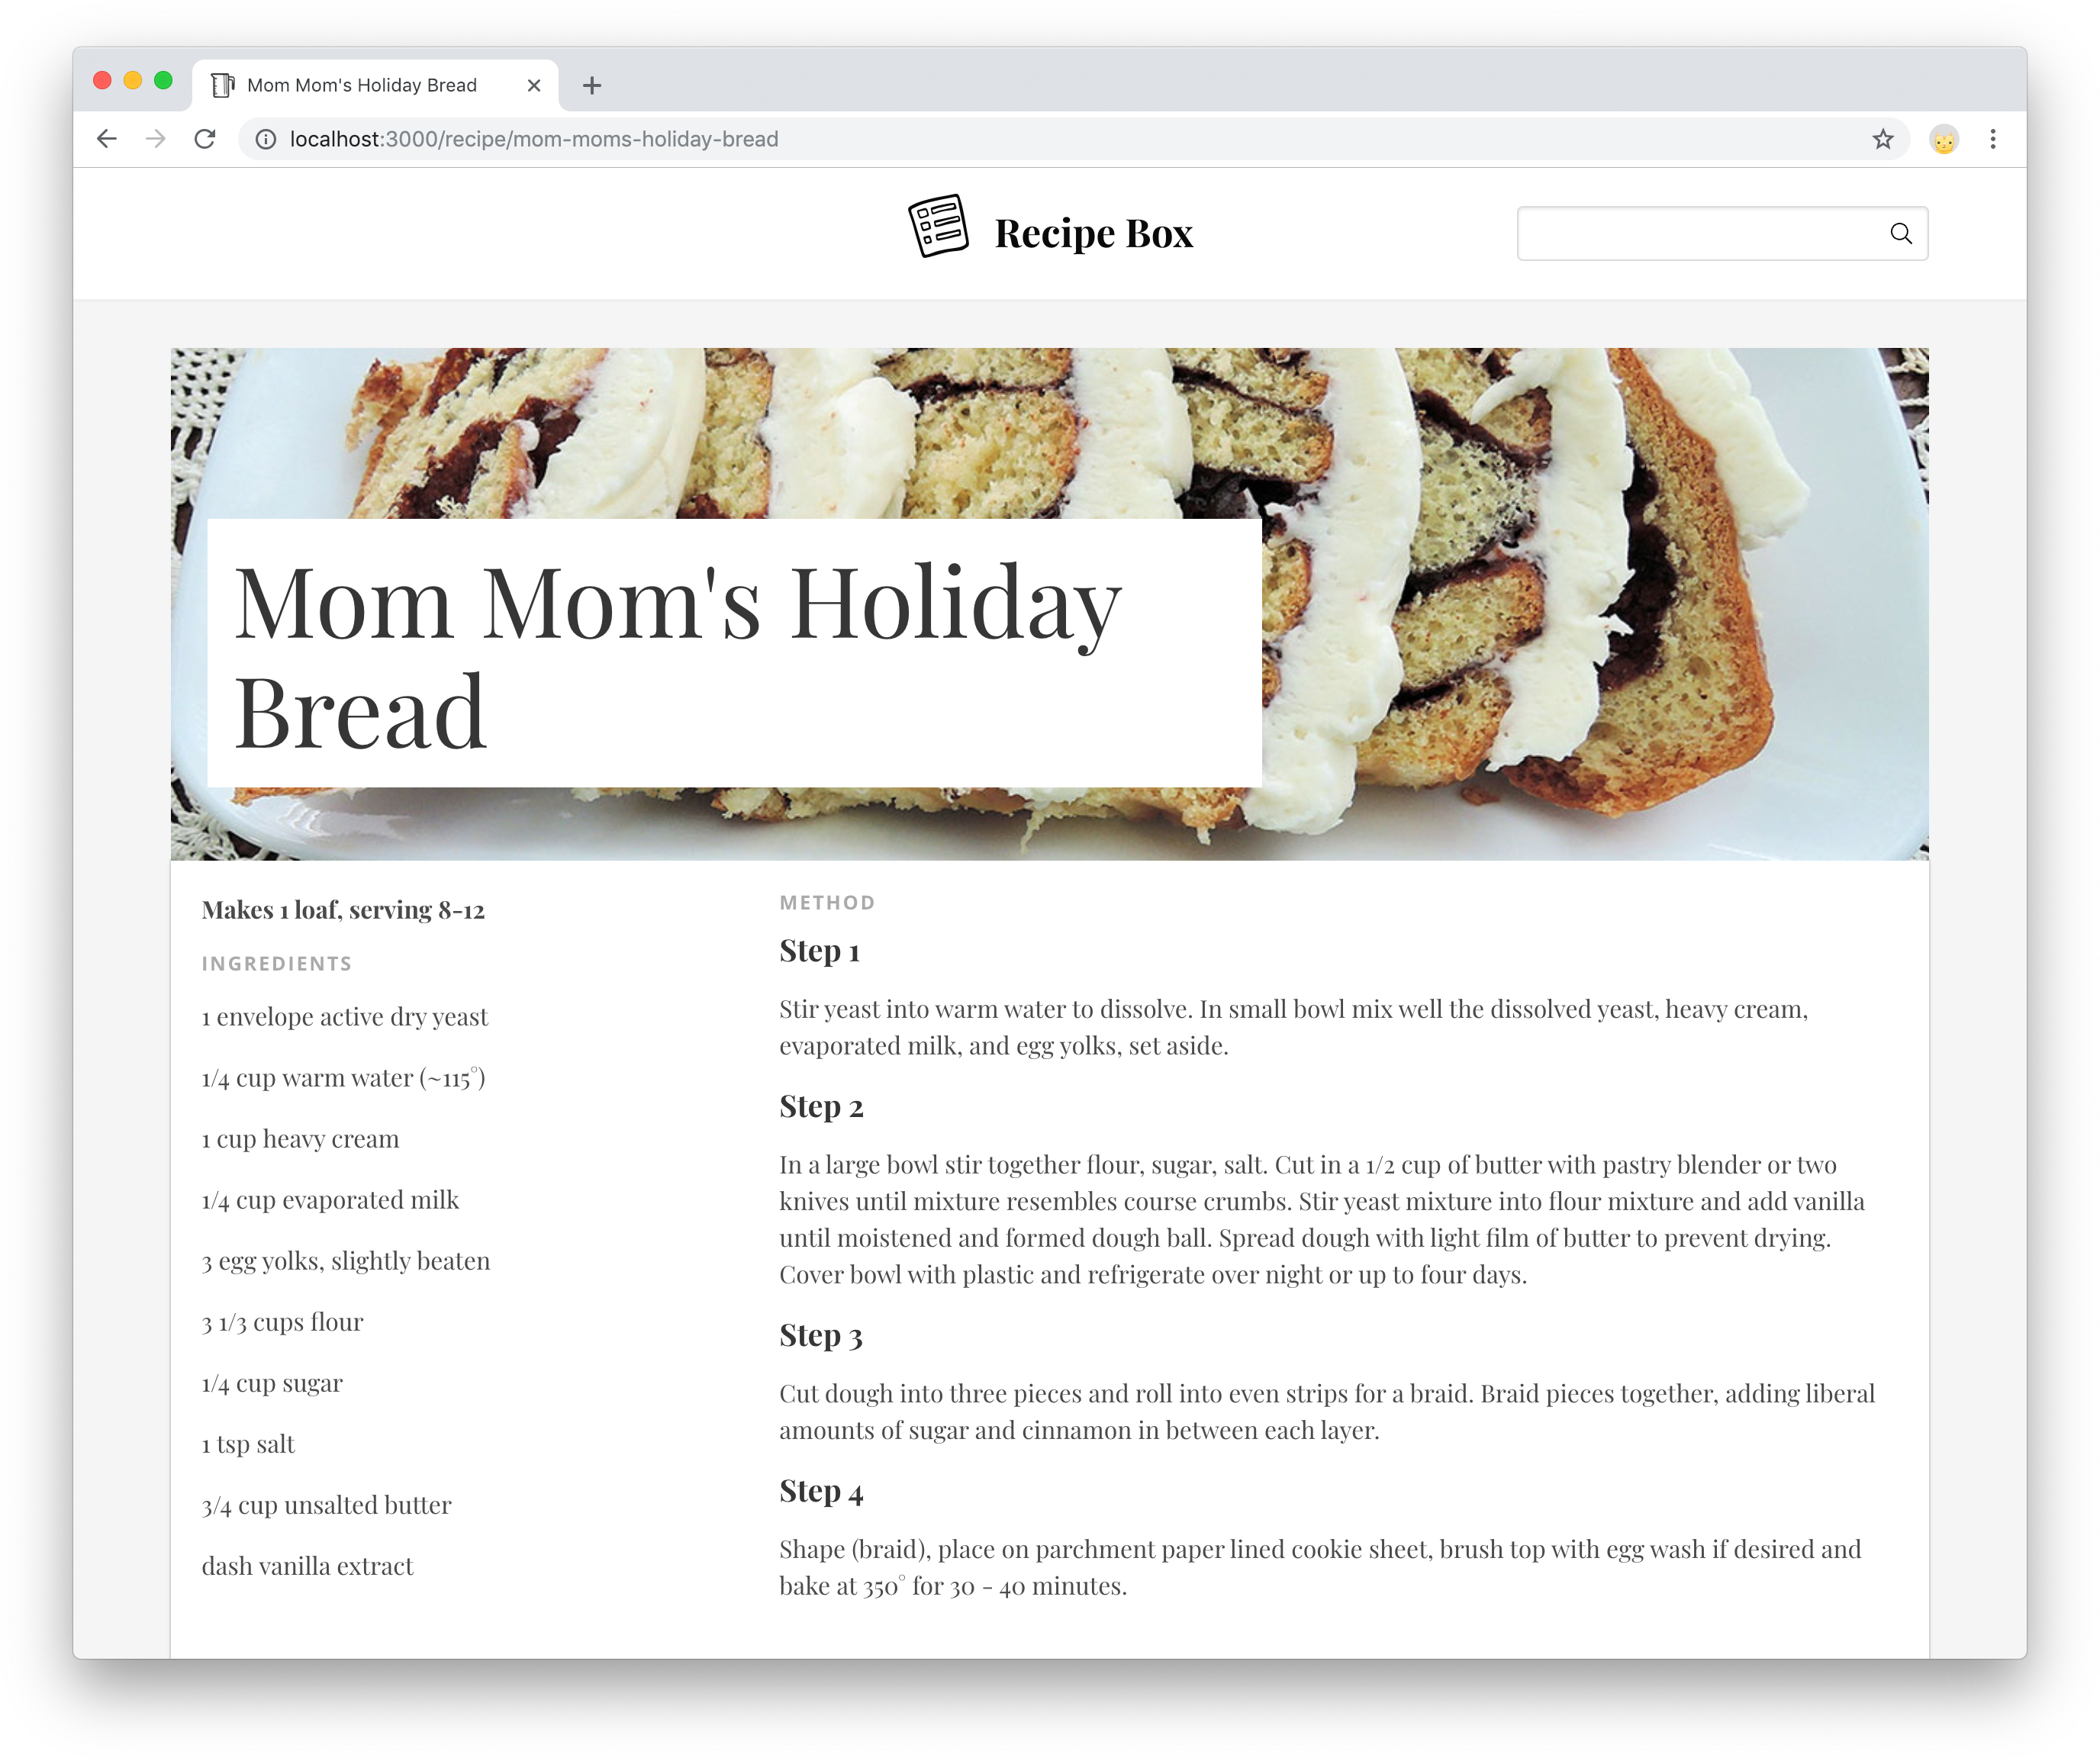 Mom Mom's Holiday Bread
localhost:3000/recipe/mom-moms-holiday-bread
Recipe Box
Mom Mom's Holiday
Bread
Makes 1 loaf, serving 8-12
INGREDIENTS
1 envelope active dry yeast
1/4 cup warm water (~115°)
1 cup heavy cream
1/4 cup evaporated milk
3 egg yolks, slightly beaten
3 1/3 cups flour
1/4 cup sugar
1 tsp salt
3/4 cup unsalted butter
dash vanilla extract
METHOD
Step 1
Stir yeast into warm water to dissolve. In small bowl mix well the dissolved yeast, heavy cream,
evaporated milk, and egg yolks, set aside.
Step 2
In a large bowl stir together flour, sugar, salt. Cut in a 1/2 cup of butter with pastry blender or two
knives until mixture resembles course crumbs. Stir yeast mixture into flour mixture and add vanilla
until moistened and formed dough ball. Spread dough with light film of butter to prevent drying.
Cover bowl with plastic and refrigerate over night or up to four days.
Step 3
Cut dough into three pieces and roll into even strips for a braid. Braid pieces together, adding liberal
amounts of sugar and cinnamon in between each layer.
Step 4
Shape (braid), place on parchment paper lined cookie sheet, brush top with egg wash if desired and
bake at 350° for 30 - 40 minutes.